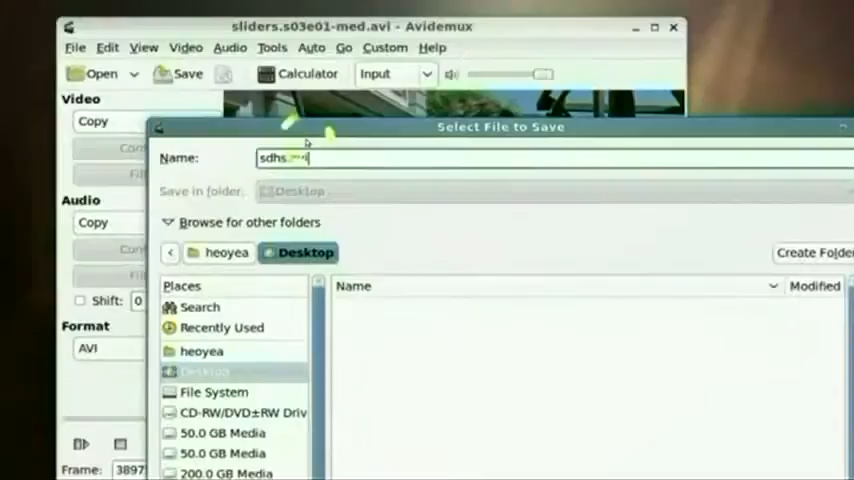 sliders.s03e01-med.avi - Avidemux
File Edit View Video Audio Tools Auto Go Custom Help
Open Save Calculator Input
Video
Copy
Select File to Save
Name: sdhs
Save in folder: Desktop
Audio
Copy
Browse for other folders
heoyea Desktop
Create Folder
Shift: 0
Places Name Modified
Search
Recently Used
Format
heoyea
AVI
Desktop
File System
CD-RW/DVD±RW Driv
50.0 GB Media
50.0 GB Media
Frame: 3897
200.0 GB Media